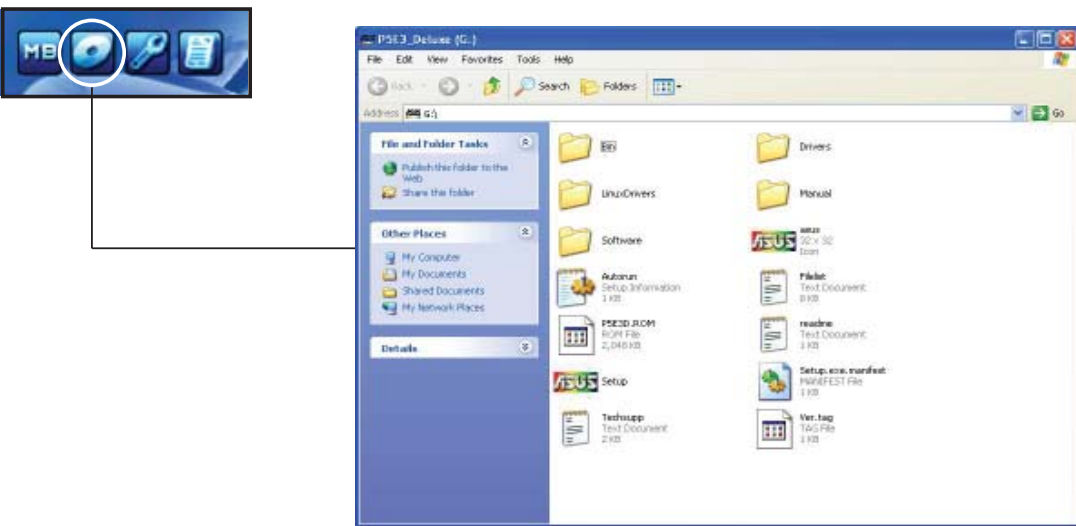 MB
P5E3_Deluxe (G:)
File Edit View Favorites Tools Help
Back Search Folders
Address G:\ Go
File and Folder Tasks
Publish this folder to the
Web
Share this folder
Other Places
My Computer
My Documents
Shared Documents
My Network Places
Details
Bin
Drivers
LinuxDrivers
Manual
Software
ASUS
asus
32 x 32
Icon
Autorun
Setup Information
1 KB
Filelist
Text Document
8 KB
P5E3D.ROM
ROM File
2,048 KB
readme
Text Document
1 KB
ASUS Setup
Setup.exe.manifest
MANIFEST File
1 KB
Techsupp
Text Document
2 KB
Ver.tag
TAG File
1 KB